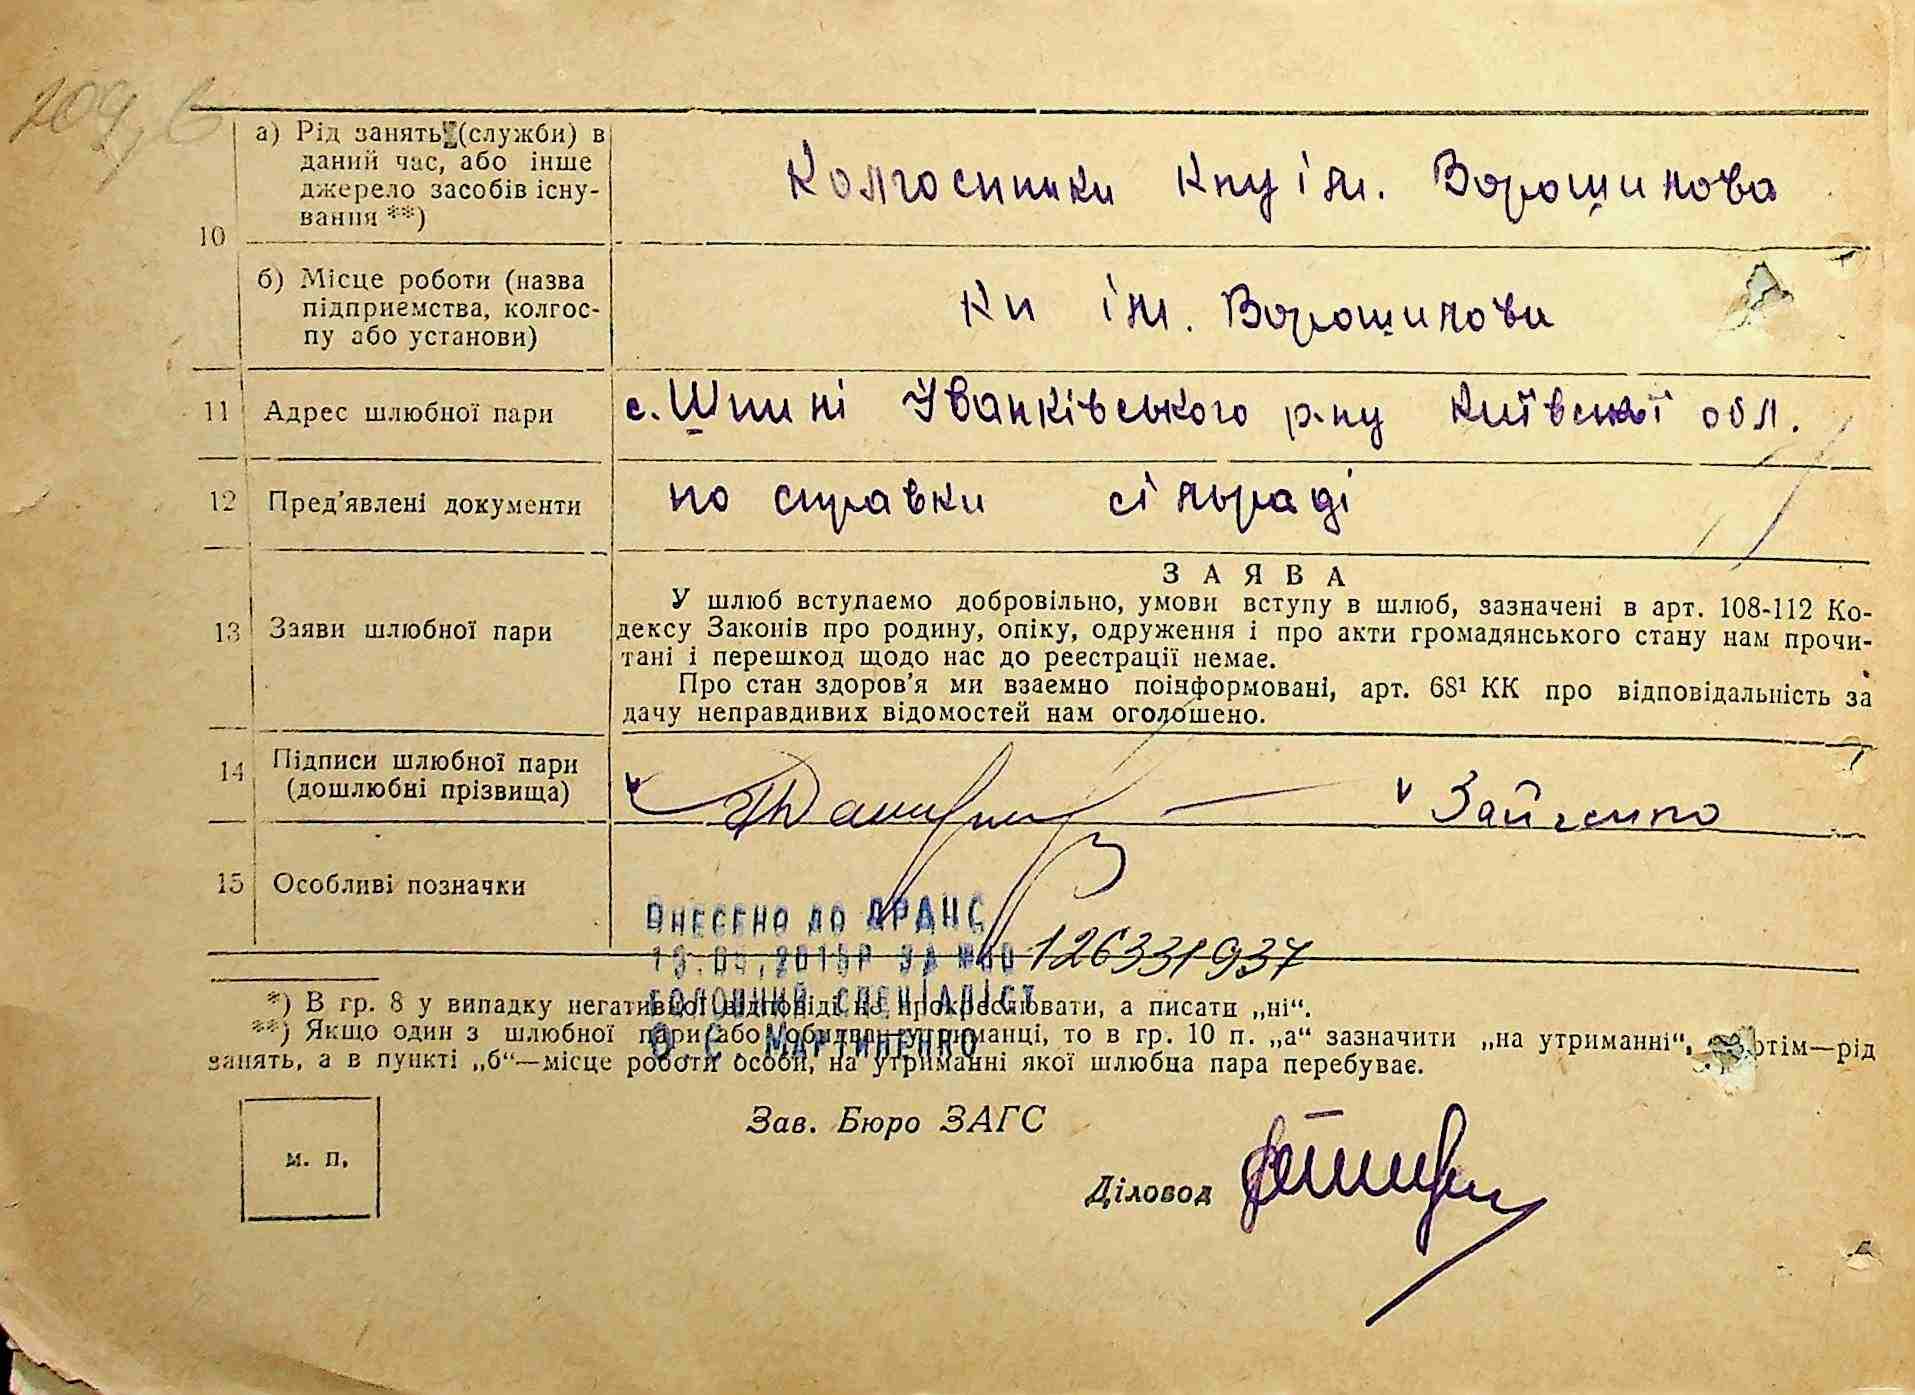 а) Рід занять (служби) в
даний час, або інше
джерело засобів існу-
вання **)
10
Колгосники Кпу ім. Ворошилова
б) Місце роботи (назва
підприємства, колгос-
пу або установи)
Кп ім. Ворошилова
11 Адрес шлюбної пари
с. Шпилі Іванківського р-ну Київської обл.
12 Пред'явлені документи
по справки сільраді
13 Заяви шлюбної пари
ЗАЯВА
У шлюб вступаємо добровільно, умови вступу в шлюб, зазначені в арт. 108-112 Ко-
дексу Законів про родину, опіку, одруження і про акти громадянського стану нам прочи-
тані і перешкод щодо нас до реєстрації немає.
Про стан здоров'я ми взаємно поінформовані, арт. 68¹ КК про відповідальність за
дачу неправдивих відомостей нам оголошено.
14 Підписи шлюбної пари
(дошлюбні прізвища)
15 Особливі позначки
ВНЕСЕНО ДО ДРАЦС
126331937
ГОЛОВНИЙ СПЕЦІАЛІСТ
О. С. МАРТИНЕНКО
*) В гр. 8 у випадку негативної відповіді не прокреслювати, а писати „ні“.
**) Якщо один з шлюбної пари або обидва утриманці, то в гр. 10 п. „а“ зазначити „на утриманні“, потім—рід
занять, а в пункті „б“—місце роботи особи, на утриманні якої шлюбна пара перебуває.
м. п.
Зав. Бюро ЗАГС
Діловод